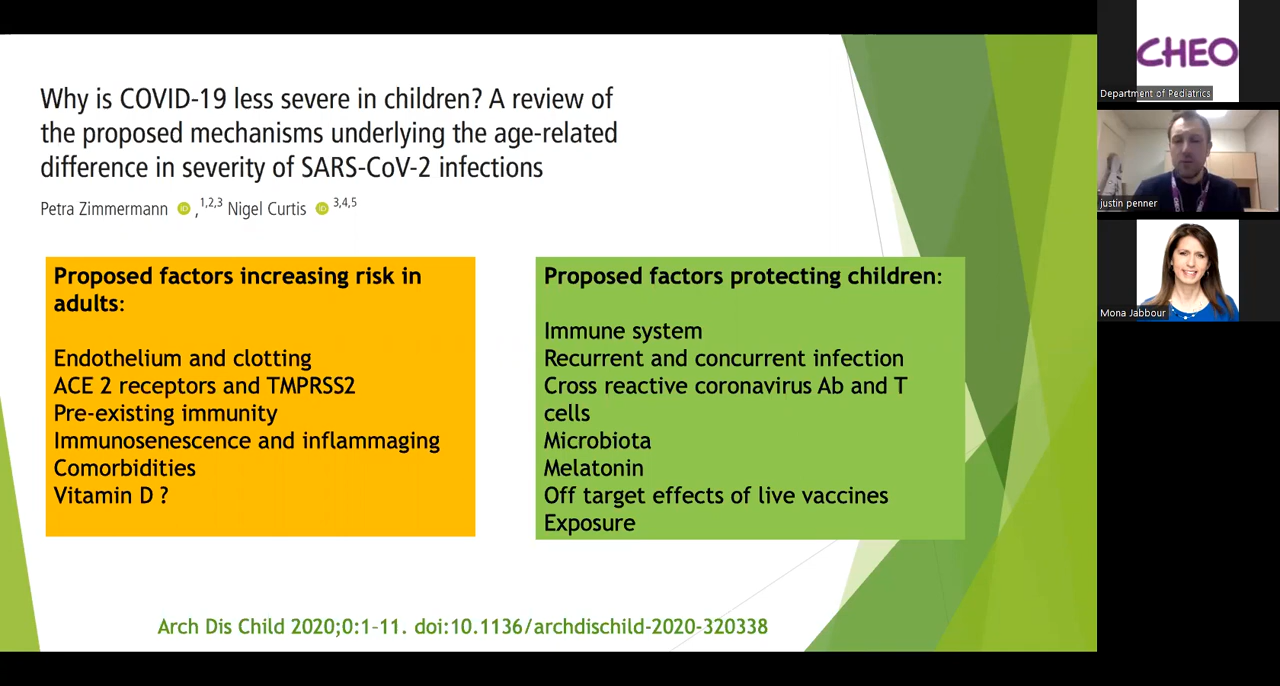 Why is COVID-19 less severe in children? A review of
the proposed mechanisms underlying the age-related
difference in severity of SARS-CoV-2 infections
Petra Zimmermann iD ,1,2,3 Nigel Curtis iD 3,4,5
Proposed factors increasing risk in
adults:
Endothelium and clotting
ACE 2 receptors and TMPRSS2
Pre-existing immunity
Immunosenescence and inflammaging
Comorbidities
Vitamin D ?
Proposed factors protecting children:
Immune system
Recurrent and concurrent infection
Cross reactive coronavirus Ab and T
cells
Microbiota
Melatonin
Off target effects of live vaccines
Exposure
Arch Dis Child 2020;0:1–11. doi:10.1136/archdischild-2020-320338
CHEO
Department of Pediatrics
justin penner
Mona Jabbour